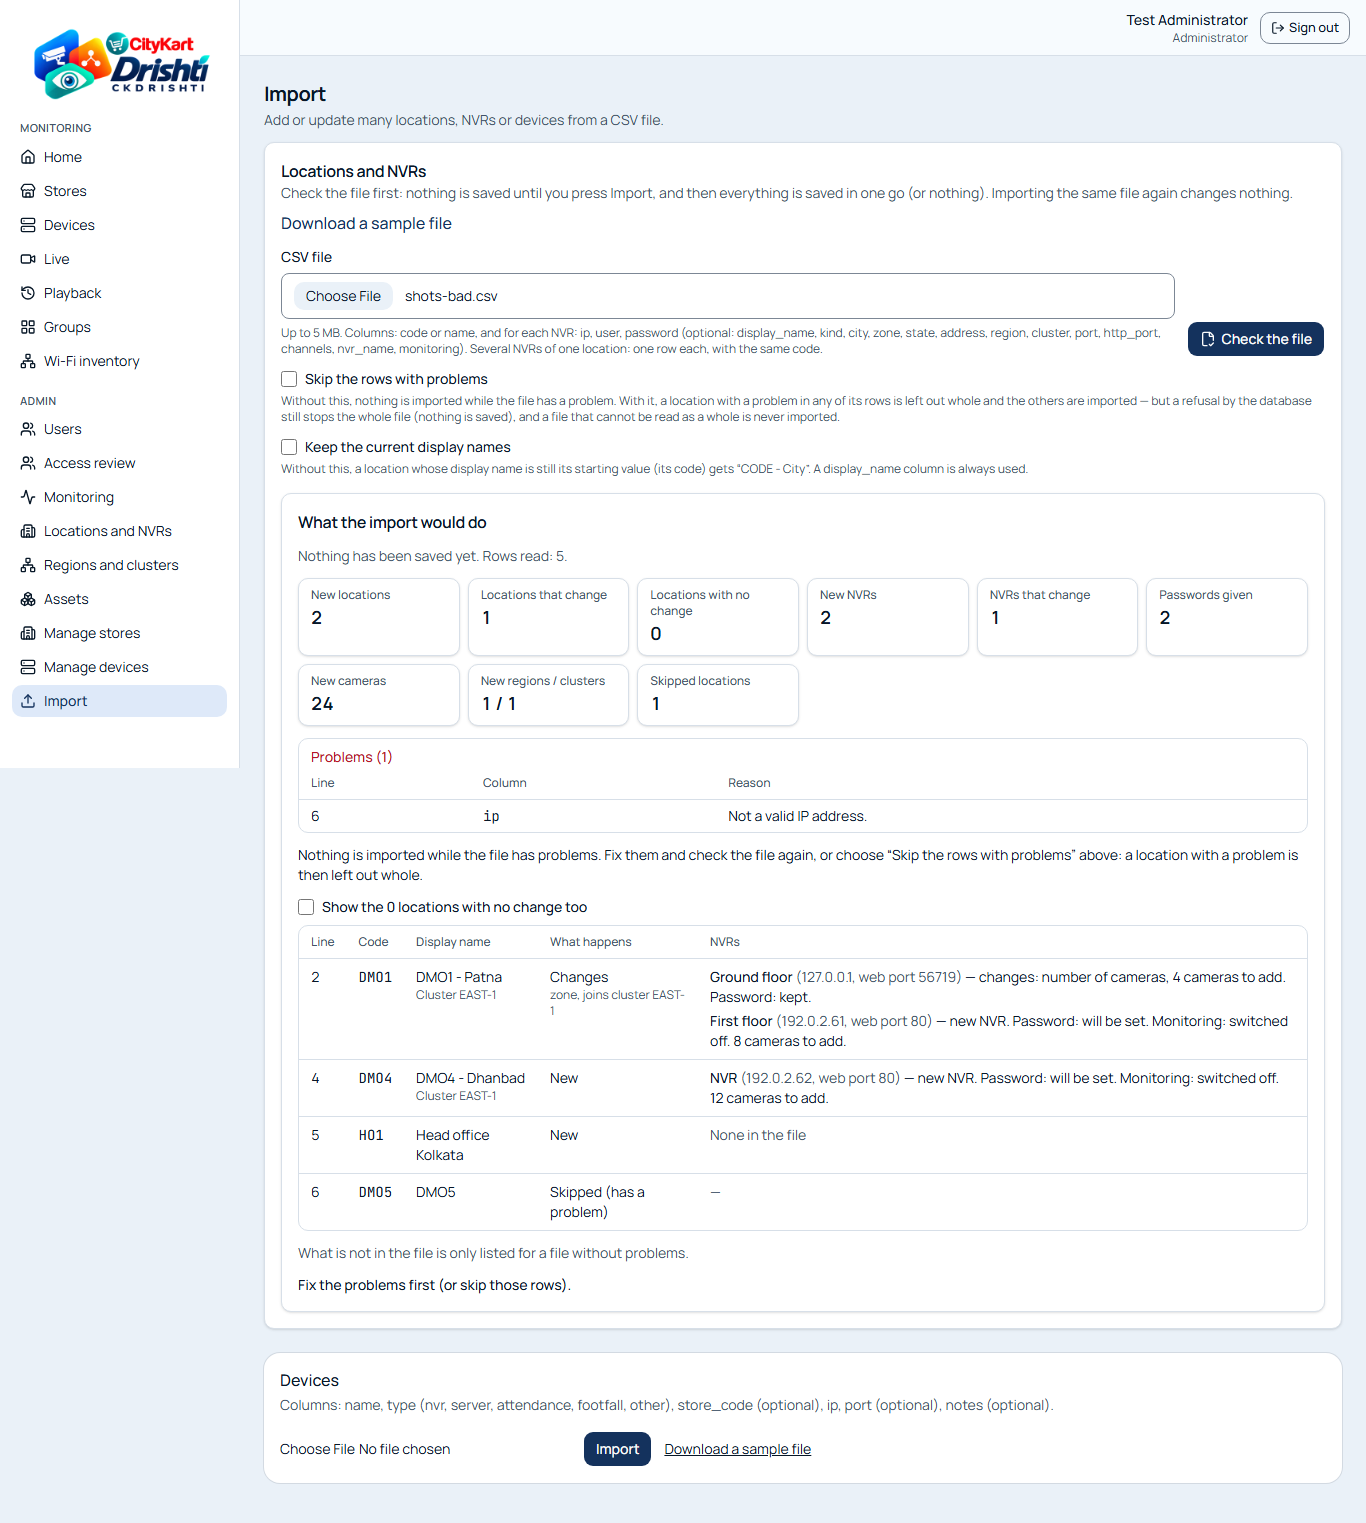 CityKart
Drishti
CKDRISHTI
Test Administrator
Administrator
Sign out
MONITORING
Home
Stores
Devices
Live
Playback
Groups
Wi-Fi inventory
ADMIN
Users
Access review
Monitoring
Locations and NVRs
Regions and clusters
Assets
Manage stores
Manage devices
Import
Import
Add or update many locations, NVRs or devices from a CSV file.
Locations and NVRs
Check the file first: nothing is saved until you press Import, and then everything is saved in one go (or nothing). Importing the same file again changes nothing.
Download a sample file
CSV file
Choose File shots-bad.csv
Up to 5 MB. Columns: code or name, and for each NVR: ip, user, password (optional: display_name, kind, city, zone, state, address, region, cluster, port, http_port,
channels, nvr_name, monitoring). Several NVRs of one location: one row each, with the same code.
Check the file
Skip the rows with problems
Without this, nothing is imported while the file has a problem. With it, a location with a problem in any of its rows is left out whole and the others are imported — but a refusal by the database
still stops the whole file (nothing is saved), and a file that cannot be read as a whole is never imported.
Keep the current display names
Without this, a location whose display name is still its starting value (its code) gets “CODE - City”. A display_name column is always used.
What the import would do
Nothing has been saved yet. Rows read: 5.
New locations
2
Locations that change
1
Locations with no
change
0
New NVRs
2
NVRs that change
1
Passwords given
2
New cameras
24
New regions / clusters
1 / 1
Skipped locations
1
Problems (1)
Line Column Reason
6 ip Not a valid IP address.
Nothing is imported while the file has problems. Fix them and check the file again, or choose “Skip the rows with problems” above: a location with a problem is
then left out whole.
Show the 0 locations with no change too
Line Code Display name What happens NVRs
2 DM01 DM01 - Patna Changes Ground floor (127.0.0.1, web port 56719) — changes: number of cameras, 4 cameras to add.
Cluster EAST-1 zone, joins cluster EAST- Password: kept.
1 First floor (192.0.2.61, web port 80) — new NVR. Password: will be set. Monitoring: switched
off. 8 cameras to add.
4 DM04 DM04 - Dhanbad New NVR (192.0.2.62, web port 80) — new NVR. Password: will be set. Monitoring: switched off.
Cluster EAST-1 12 cameras to add.
5 HO1 Head office New None in the file
Kolkata
6 DM05 DM05 Skipped (has a —
problem)
What is not in the file is only listed for a file without problems.
Fix the problems first (or skip those rows).
Devices
Columns: name, type (nvr, server, attendance, footfall, other), store_code (optional), ip, port (optional), notes (optional).
Choose File No file chosen Import Download a sample file